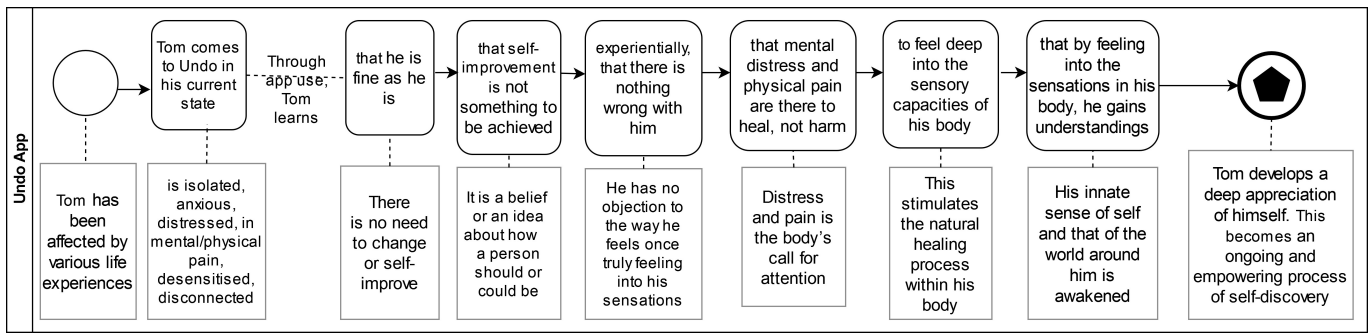 Undo App
Tom comes
to Undo in
his current
state
Through
app use,
Tom
learns
that he is
fine as he
is
that self-
improvement
is not
something to
be achieved
experientially,
that there is
nothing
wrong with
him
that mental
distress and
physical pain
are there to
heal, not harm
to feel deep
into the
sensory
capacities of
his body
that by feeling
into the
sensations in his
body, he gains
understandings
Tom has
been
affected by
various life
experiences
is isolated,
anxious,
distressed, in
mental/physical
pain,
desensitised,
disconnected
There
is no need
to change
or self-
improve
It is a belief
or an idea
about how
a person
should or
could be
He has no
objection to
the way he
feels once
truly feeling
into his
sensations
Distress
and pain is
the body's
call for
attention
This
stimulates
the natural
healing
process
within his
body
His innate
sense of self
and that of the
world around
him is
awakened
Tom develops a
deep appreciation
of himself. This
becomes an
ongoing and
empowering process
of self-discovery